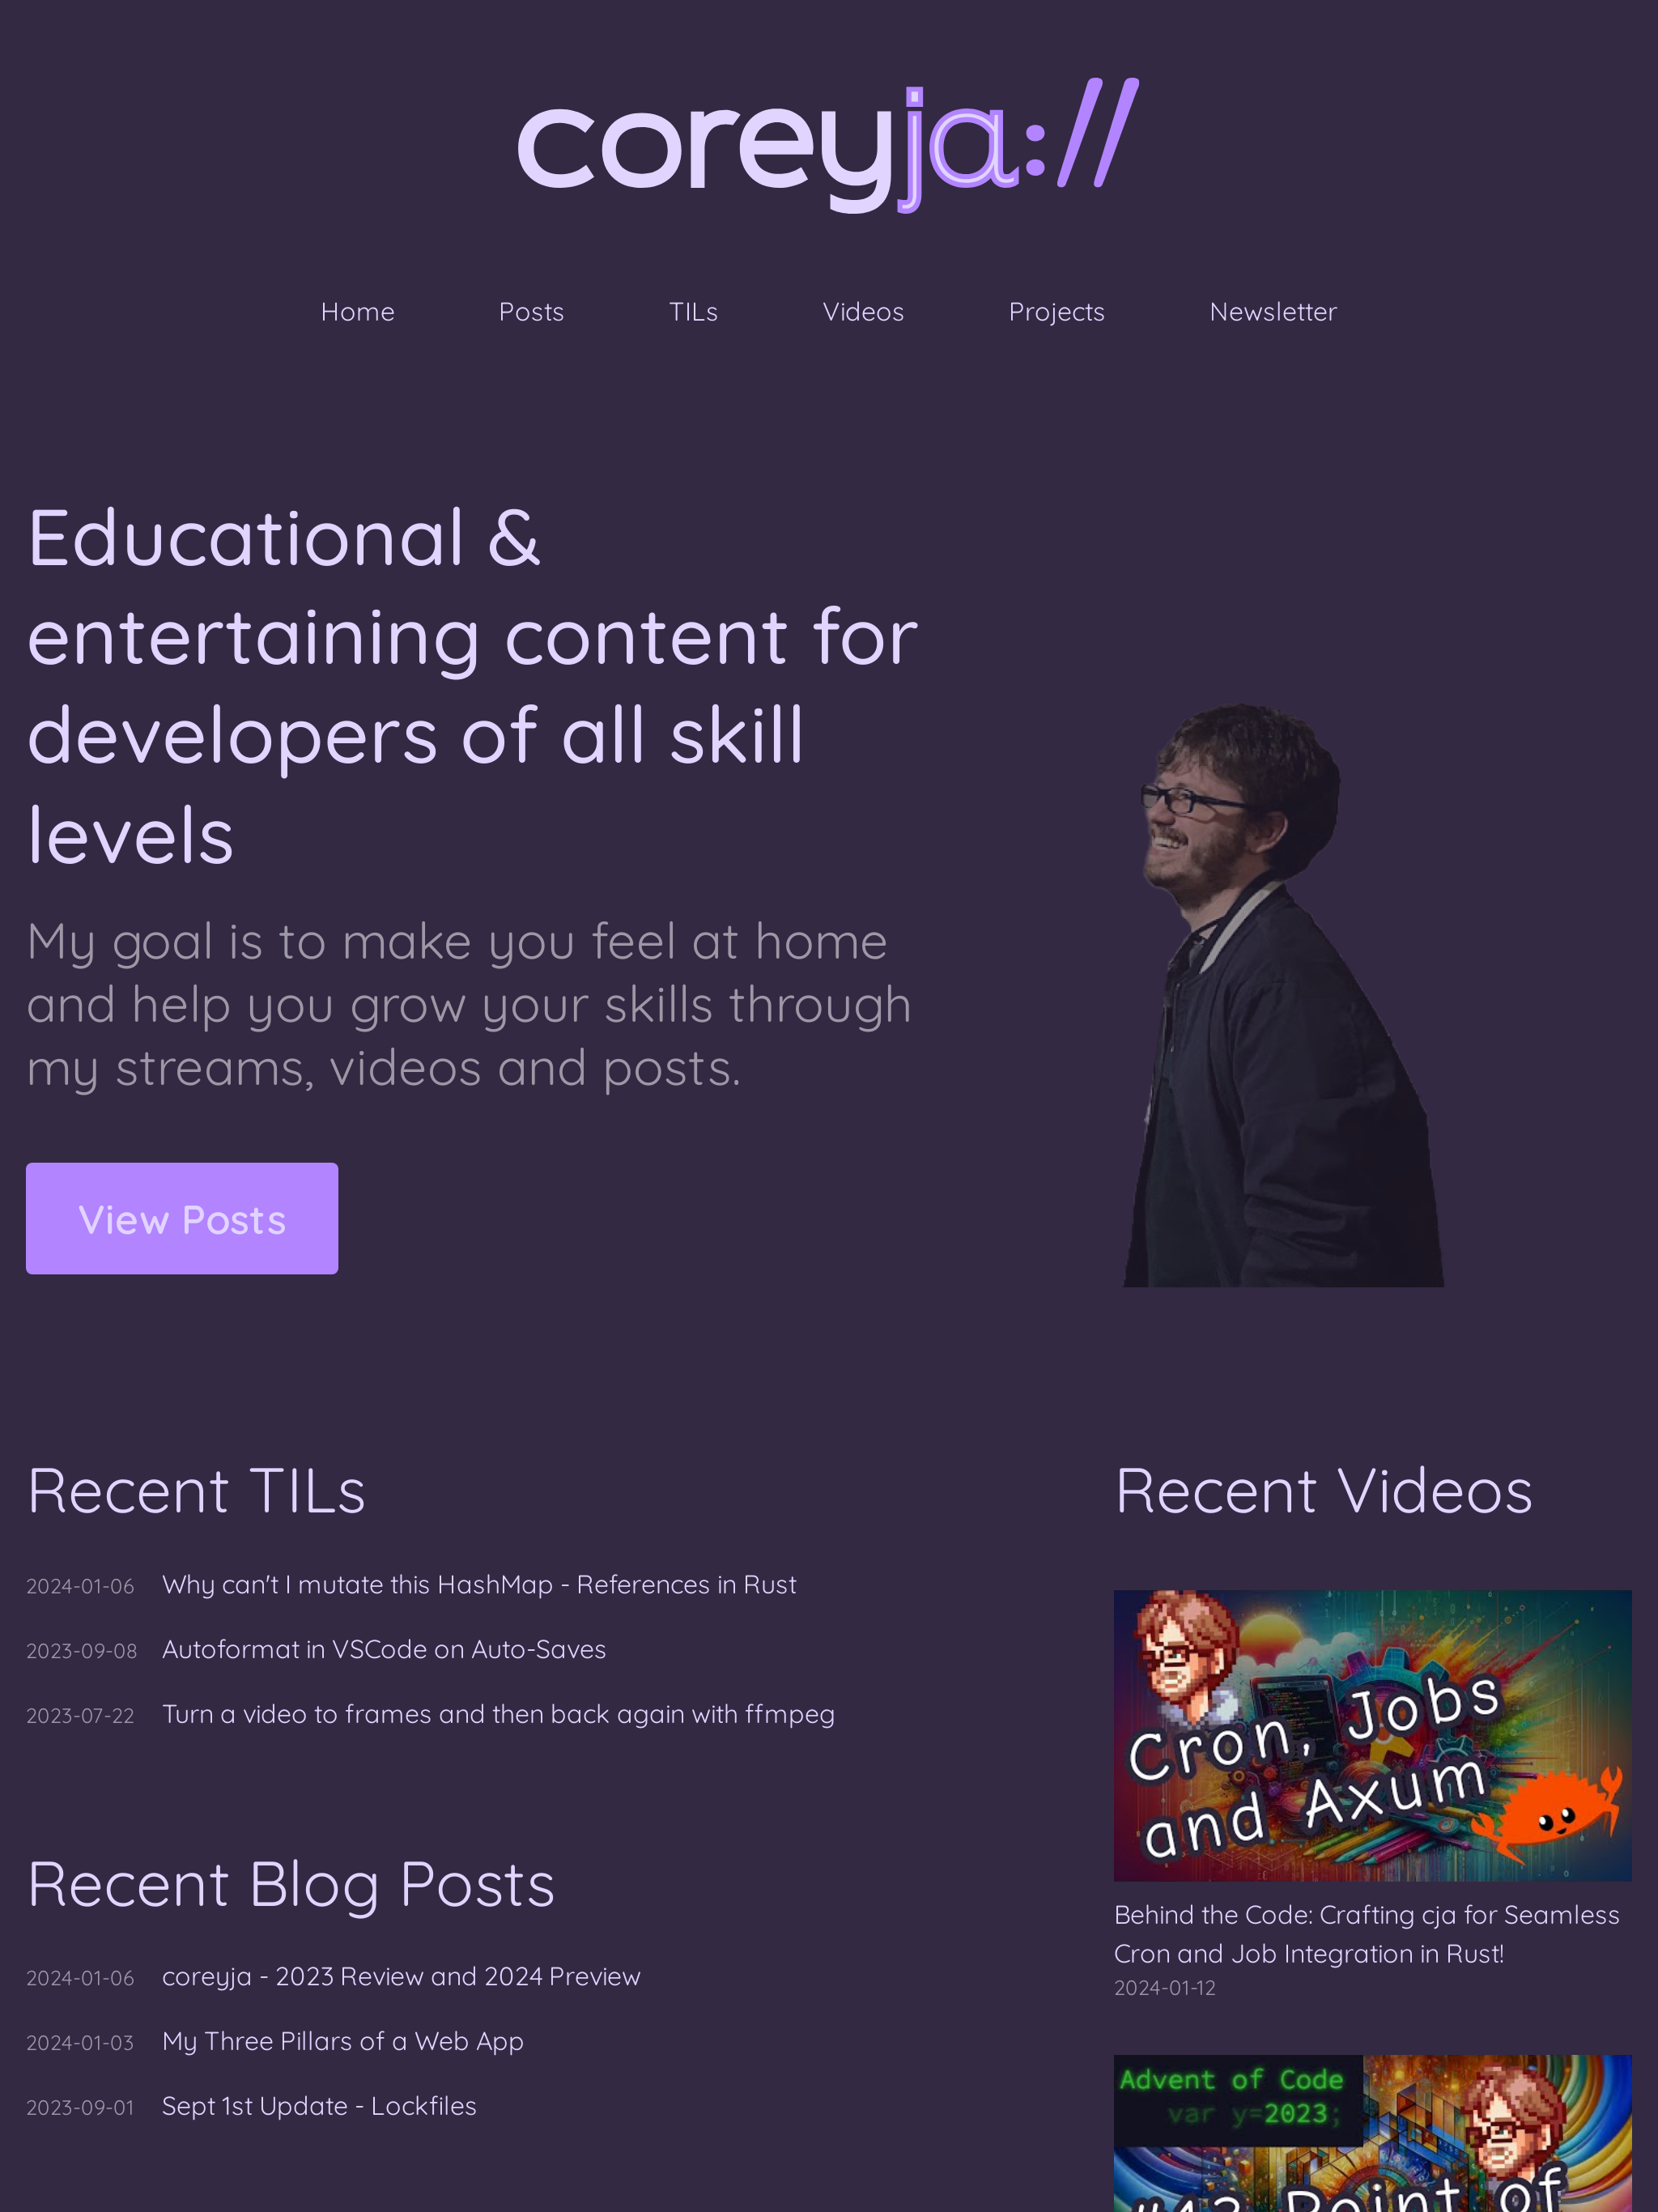 coreyja://
Home Posts TILs Videos Projects Newsletter
Educational &
entertaining content for
developers of all skill
levels
My goal is to make you feel at home
and help you grow your skills through
my streams, videos and posts.
View Posts
Recent TILs
2024-01-06 Why can't I mutate this HashMap - References in Rust
2023-09-08 Autoformat in VSCode on Auto-Saves
2023-07-22 Turn a video to frames and then back again with ffmpeg
Recent Blog Posts
2024-01-06 coreyja - 2023 Review and 2024 Preview
2024-01-03 My Three Pillars of a Web App
2023-09-01 Sept 1st Update - Lockfiles
Recent Videos
Cron, Jobs
and Axum
Behind the Code: Crafting cja for Seamless
Cron and Job Integration in Rust!
2024-01-12
Advent of Code
var y=2023;
Point of